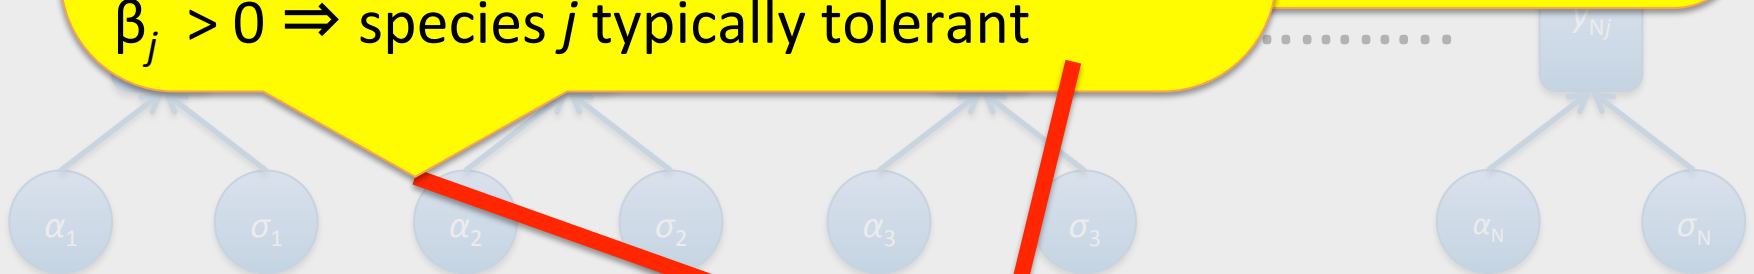 βj > 0 ⇒ species j typically tolerant
yNj
α1 σ1 α2 σ2 α3 σ3 αN σN